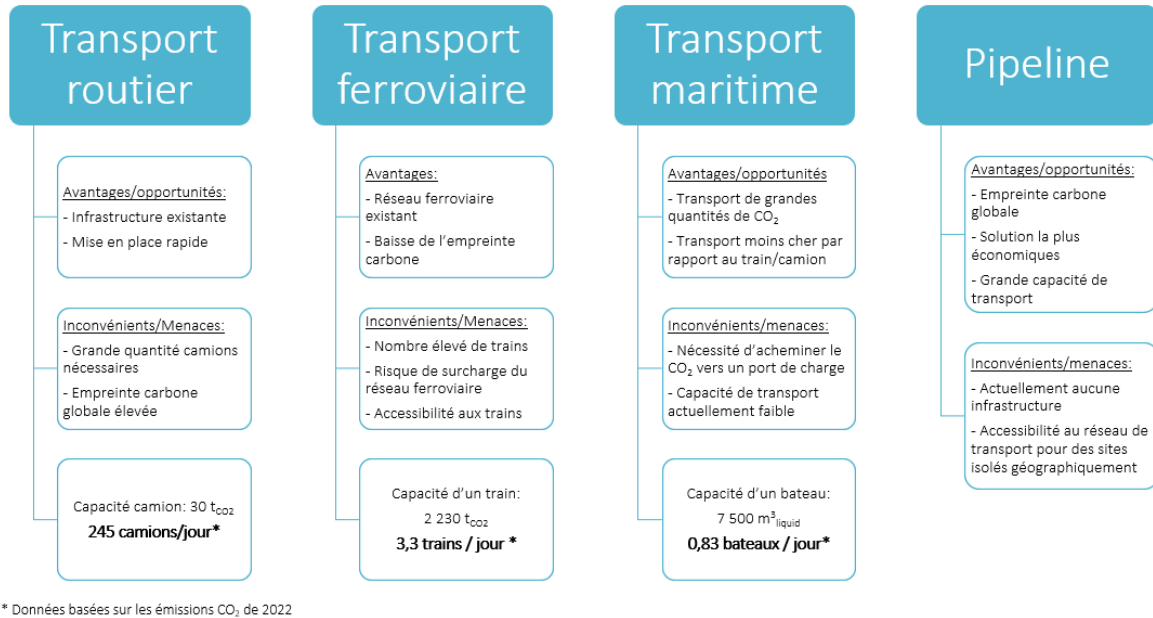 Transport
routier
Avantages/opportunités:
- Infrastructure existante
- Mise en place rapide
Inconvénients/Menaces:
- Grande quantité camions
nécessaires
- Empreinte carbone
globale élevée
Capacité camion: 30 tCO2
245 camions/jour*
Transport
ferroviaire
Avantages:
- Réseau ferroviaire
existant
- Baisse de l'empreinte
carbone
Inconvénients/Menaces:
- Nombre élevé de trains
- Risque de surcharge du
réseau ferroviaire
- Accessibilité aux trains
Capacité d'un train:
2 230 tCO2
3,3 trains / jour *
Transport
maritime
Avantages/opportunités
- Transport de grandes
quantités de CO2
- Transport moins cher par
rapport au train/camion
Inconvénients/menaces:
- Nécessité d'acheminer le
CO2 vers un port de charge
- Capacité de transport
actuellement faible
Capacité d'un bateau:
7 500 m³liquid
0,83 bateaux / jour*
Pipeline
Avantages/opportunités:
- Empreinte carbone
globale
- Solution la plus
économiques
- Grande capacité de
transport
Inconvénients/menaces:
- Actuellement aucune
infrastructure
- Accessibilité au réseau de
transport pour des sites
isolés géographiquement
* Données basées sur les émissions CO2 de 2022